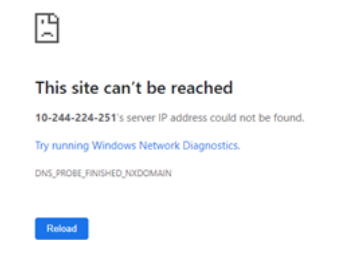 This site can't be reached
10-244-224-251's server IP address could not be found.
Try running Windows Network Diagnostics.
DNS_PROBE_FINISHED_NXDOMAIN
Reload